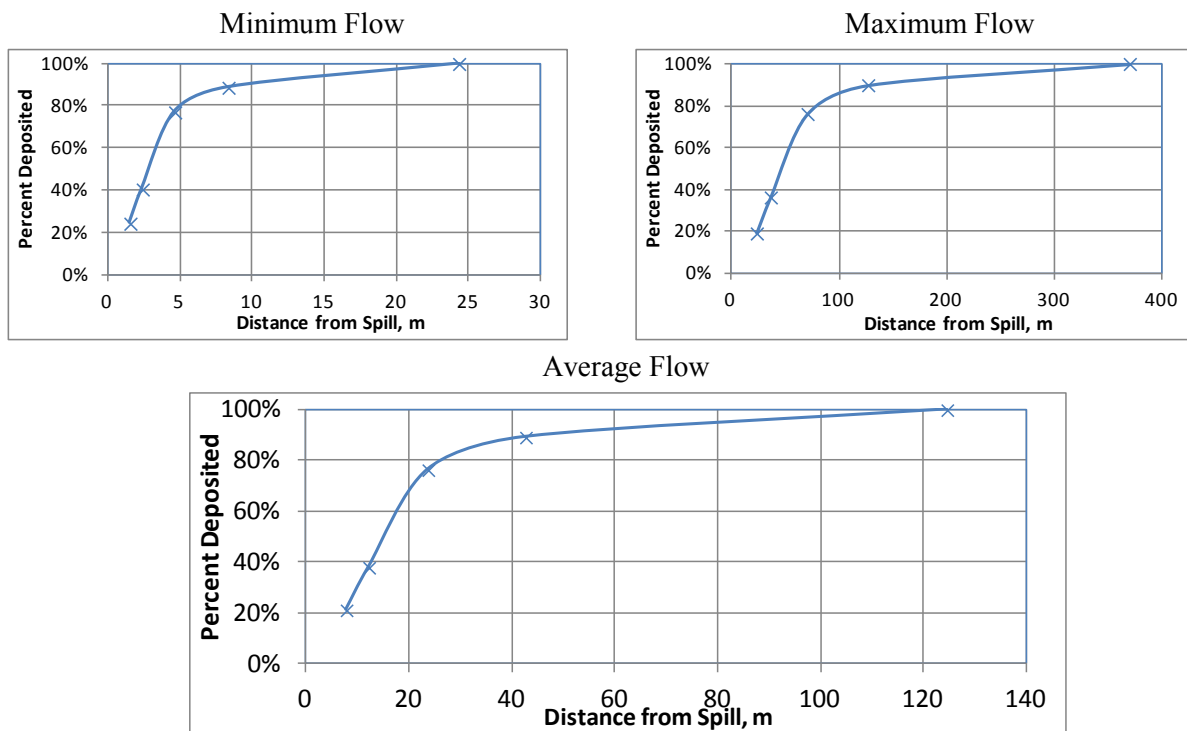 Minimum Flow
100%
80%
60%
40%
20%
0%
Percent Deposited
0 5 10 15 20 25 30
Distance from Spill, m
Maximum Flow
100%
80%
60%
40%
20%
0%
Percent Deposited
0 100 200 300 400
Distance from Spill, m
Average Flow
100%
80%
60%
40%
20%
0%
Percent Deposited
0 20 40 60 80 100 120 140
Distance from Spill, m